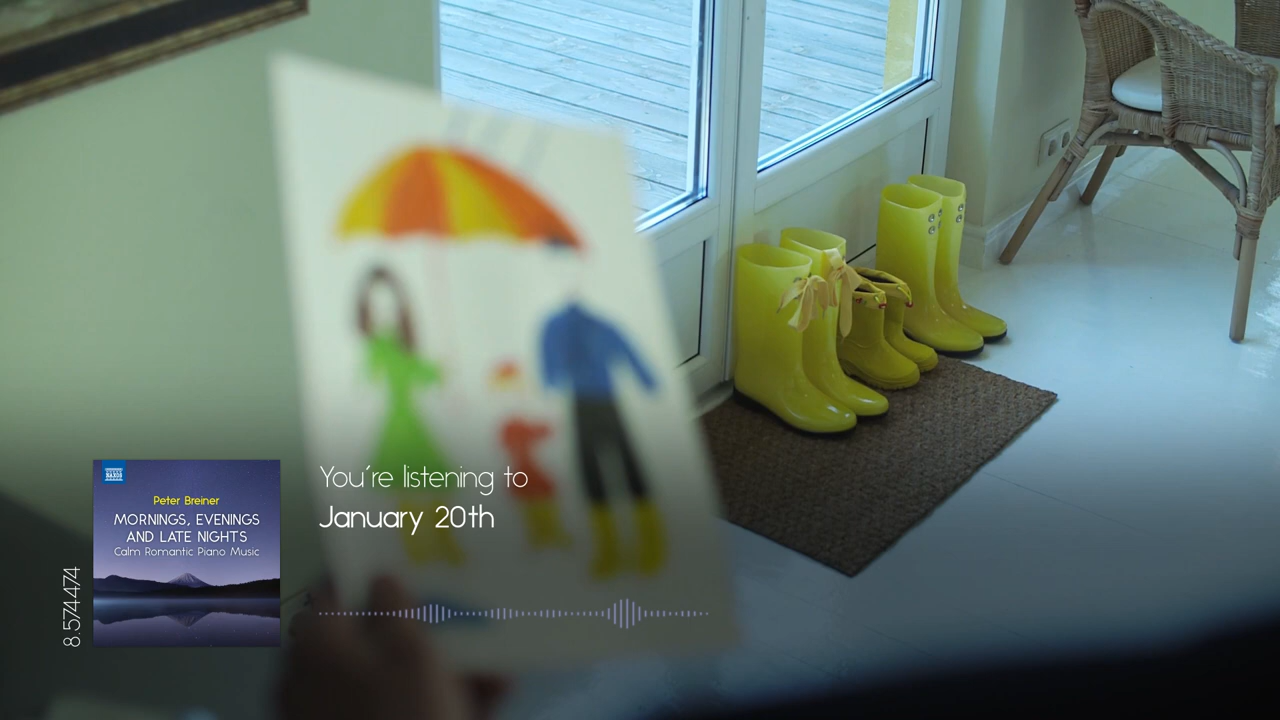 NAXOS
Peter Breiner
MORNINGS, EVENINGS
AND LATE NIGHTS
Calm Romantic Piano Music
8.574474
You're listening to
January 20th